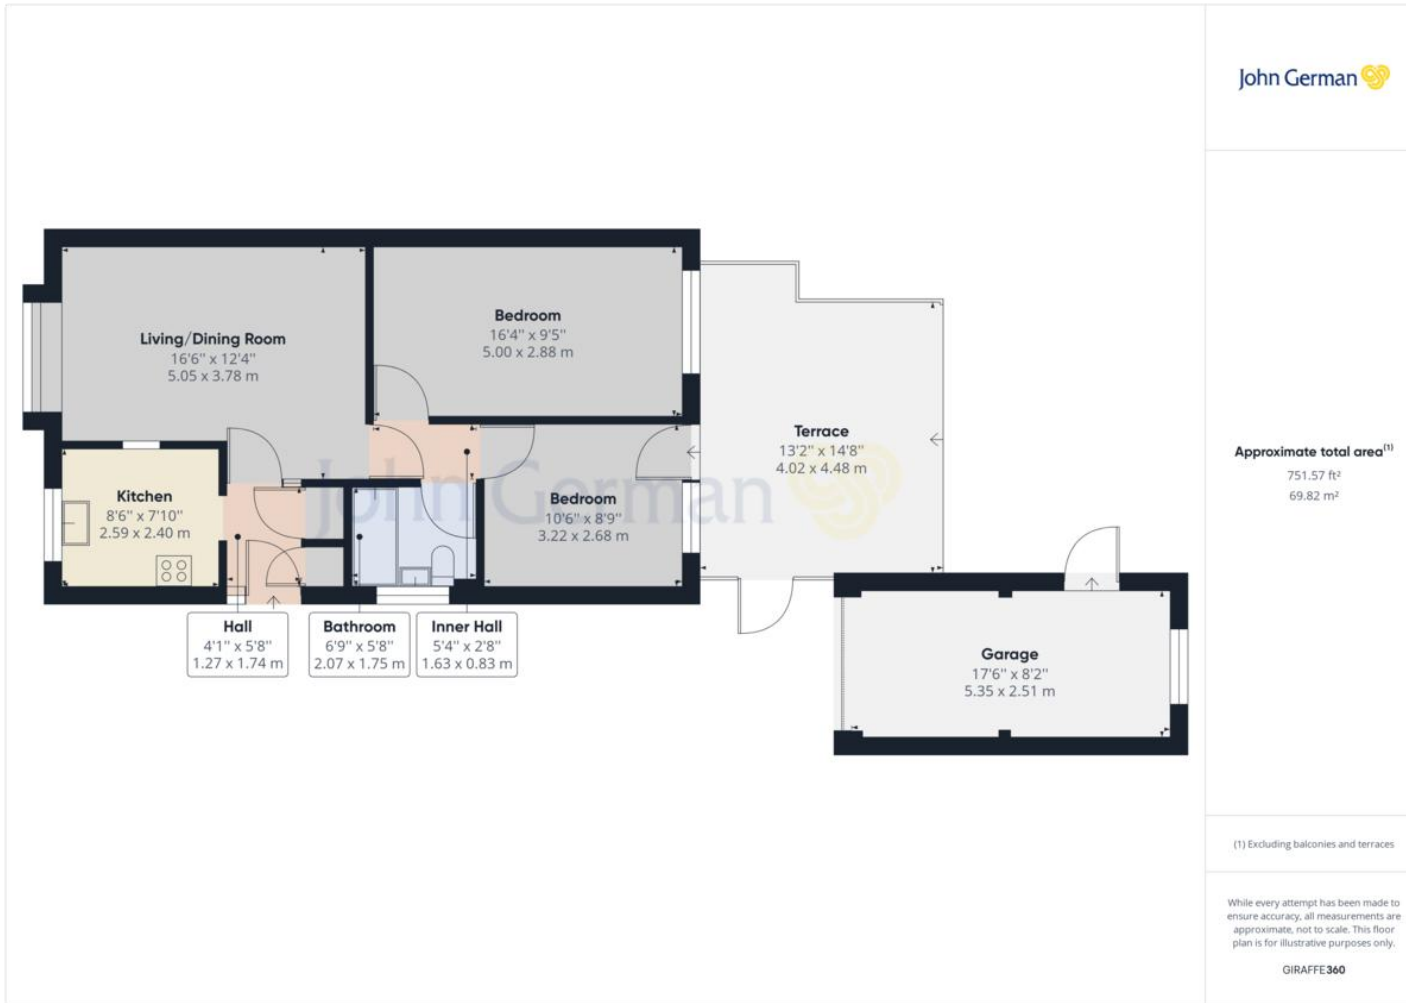 John German
Living/Dining Room
16'6" x 12'4"
5.05 x 3.78 m
Bedroom
16'4" x 9'5"
5.00 x 2.88 m
Terrace
13'2" x 14'8"
4.02 x 4.48 m
Kitchen
8'6" x 7'10"
2.59 x 2.40 m
Bedroom
10'6" x 8'9"
3.22 x 2.68 m
John German
Hall
4'1" x 5'8"
1.27 x 1.74 m
Bathroom
6'9" x 5'8"
2.07 x 1.75 m
Inner Hall
5'4" x 2'8"
1.63 x 0.83 m
Garage
17'6" x 8'2"
5.35 x 2.51 m
Approximate total area(1)
751.57 ft²
69.82 m²
(1) Excluding balconies and terraces
While every attempt has been made to
ensure accuracy, all measurements are
approximate, not to scale. This floor
plan is for illustrative purposes only.
GIRAFFE360